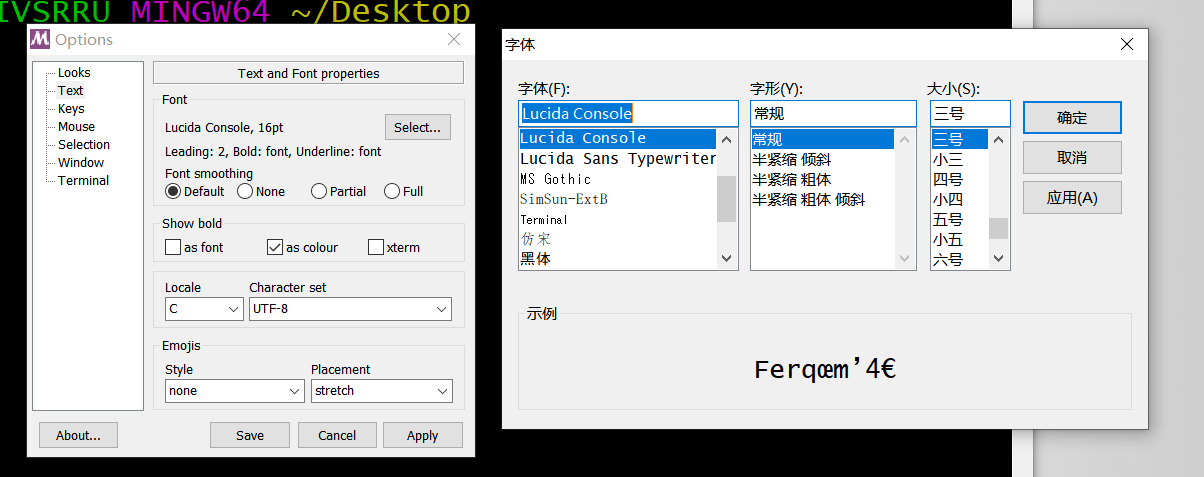 IVSRRU MINGW64 ~/Desktop
Options
Looks
Text
Keys
Mouse
Selection
Window
Terminal
Text and Font properties
Font
Lucida Console, 16pt
Select...
Leading: 2, Bold: font, Underline: font
Font smoothing
Default None Partial Full
Show bold
as font as colour xterm
Locale Character set
C UTF-8
Emojis
Style Placement
none stretch
About... Save Cancel Apply
字体
字体(F): 字形(Y): 大小(S):
Lucida Console 常规 三号
Lucida Console
Lucida Sans Typewriter
MS Gothic
SimSun-ExtB
Terminal
仿宋
黑体
常规
半紧缩 倾斜
半紧缩 粗体
半紧缩 粗体 倾斜
三号
小三
四号
小四
五号
小五
六号
确定
取消
应用(A)
示例
Ferqœm’4€